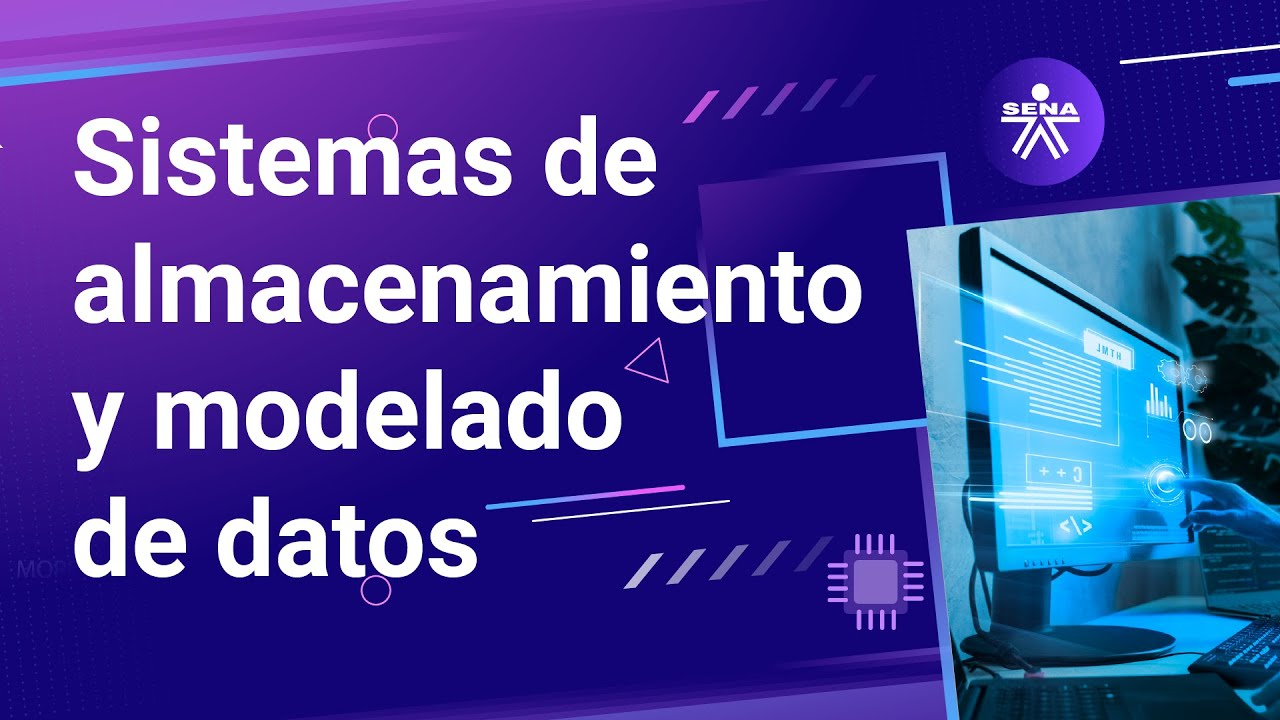 Sistemas de
almacenamiento
y modelado
de datos
SENA
HTML
C++
</>